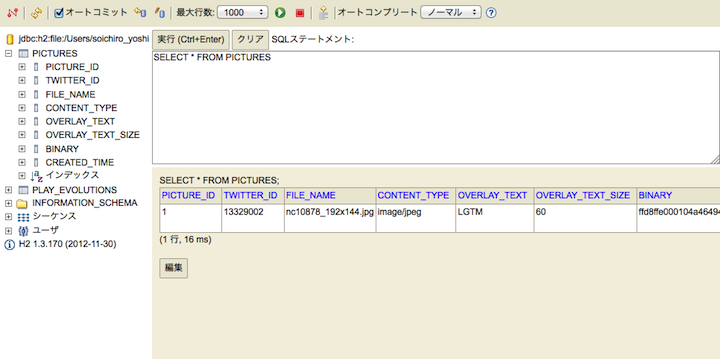 オートコミット 最大行数: 1000 オートコンプリート ノーマル
jdbc:h2:file:/Users/soichiro_yoshi
PICTURES
PICTURE_ID
TWITTER_ID
FILE_NAME
CONTENT_TYPE
OVERLAY_TEXT
OVERLAY_TEXT_SIZE
BINARY
CREATED_TIME
インデックス
PLAY_EVOLUTIONS
INFORMATION_SCHEMA
シーケンス
ユーザ
H2 1.3.170 (2012-11-30)
実行 (Ctrl+Enter) クリア SQLステートメント:
SELECT * FROM PICTURES
SELECT * FROM PICTURES;
PICTURE_ID TWITTER_ID FILE_NAME CONTENT_TYPE OVERLAY_TEXT OVERLAY_TEXT_SIZE BINARY
1 13329002 nc10878_192x144.jpg image/jpeg LGTM 60 ffd8ffe000104a46494
(1 行, 16 ms)
編集